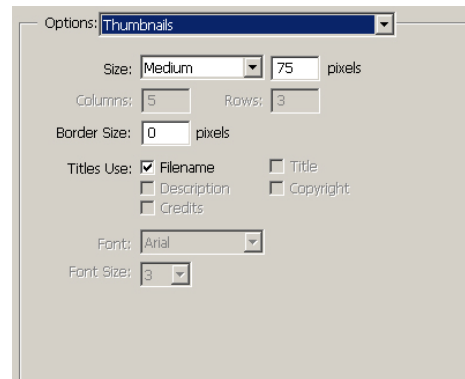 Options: Thumbnails
Size: Medium 75 pixels
Columns: 5 Rows: 3
Border Size: 0 pixels
Titles Use: Filename Title
Description Copyright
Credits
Font: Arial
Font Size: 3